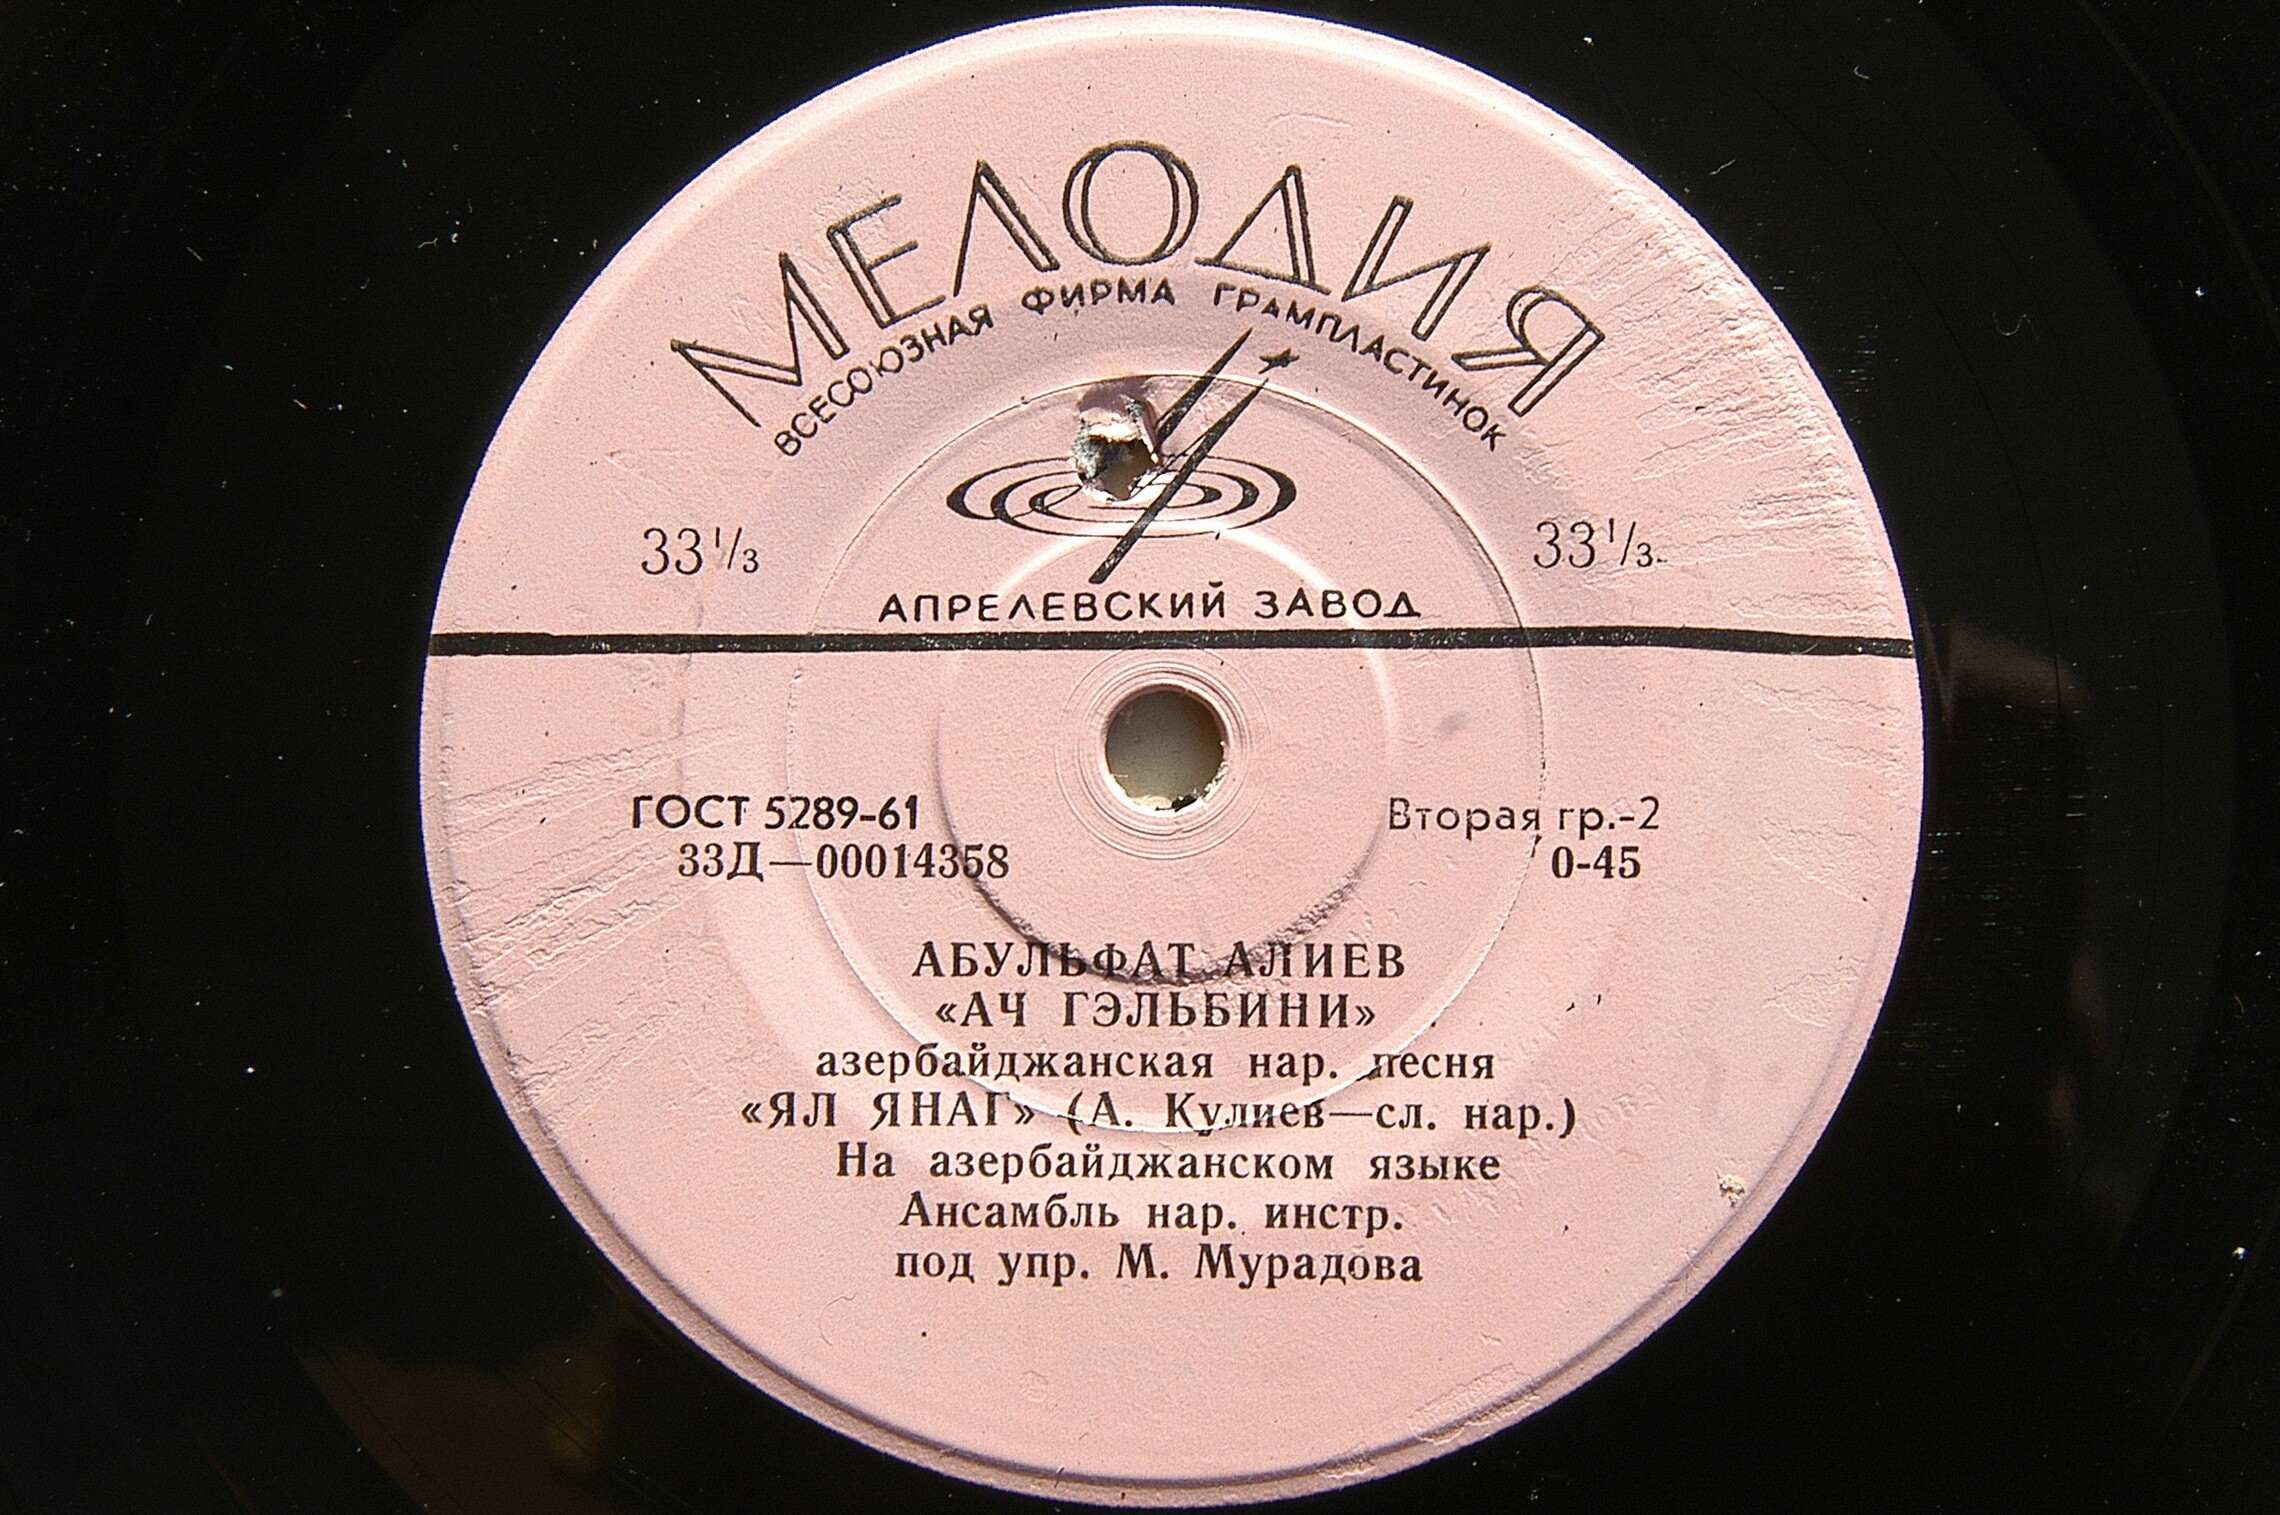 МЕЛОДИЯ
ВСЕСОЮЗНАЯ ФИРМА ГРАМПЛАСТИНОК
33⅓ 33⅓
АПРЕЛЕВСКИЙ ЗАВОД
ГОСТ 5289-61 Вторая гр.-2
33Д—00014358 0-45
АБУЛЬФАТ АЛИЕВ
«АЧ ГЭЛЬБИНИ»
азербайджанская нар. песня
«ЯЛ ЯНАГ» (А. Кулиев—сл. нар.)
На азербайджанском языке
Ансамбль нар. инстр.
под упр. М. Мурадова